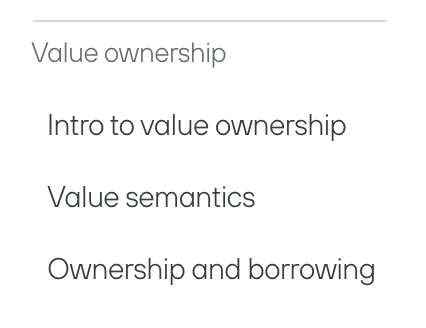 Value ownership
Intro to value ownership
Value semantics
Ownership and borrowing